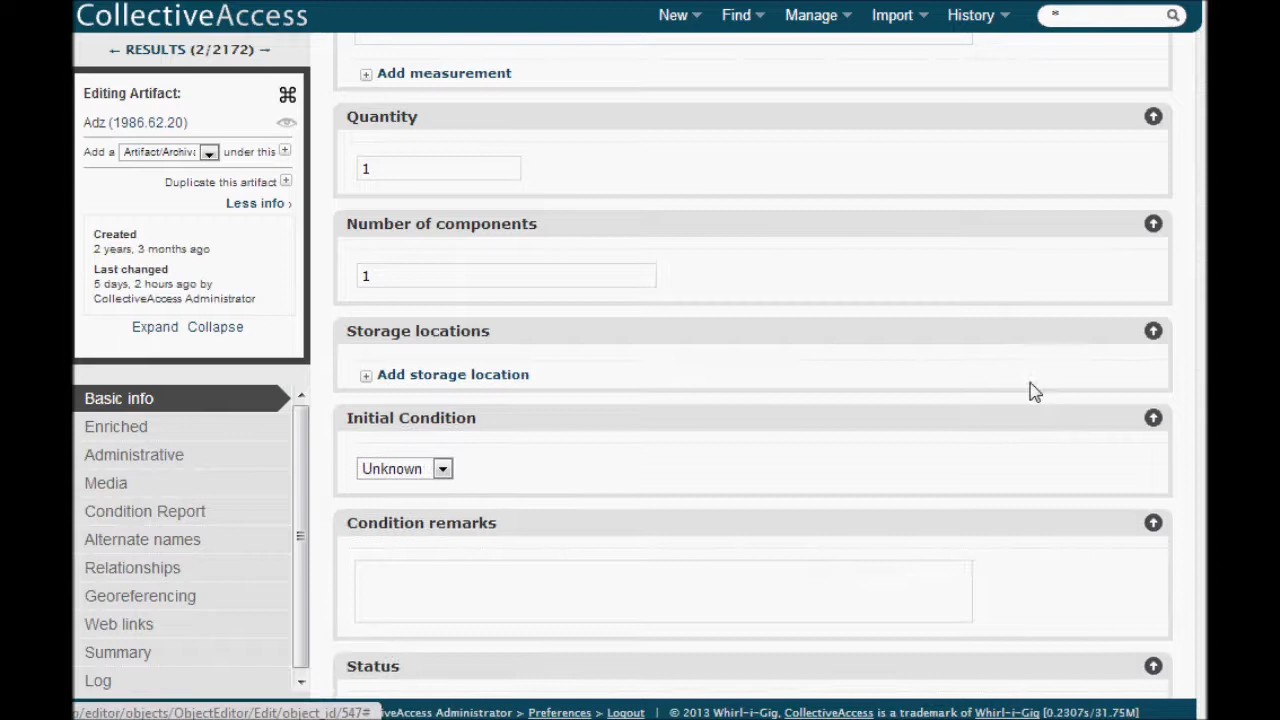 CollectiveAccess
New Find Manage Import History *
← RESULTS (2/2172) →
Editing Artifact:
Adz (1986.62.20)
Add a Artifact/Archiva under this
Duplicate this artifact
Less info ›
Created
2 years, 3 months ago
Last changed
5 days, 2 hours ago by
CollectiveAccess Administrator
Expand Collapse
Basic info
Enriched
Administrative
Media
Condition Report
Alternate names
Relationships
Georeferencing
Web links
Summary
Log
Add measurement
Quantity
1
Number of components
1
Storage locations
Add storage location
Initial Condition
Unknown
Condition remarks
Status
/editor/objects/ObjectEditor/Edit/object_id/547#
iveAccess Administrator > Preferences > Logout | © 2013 Whirl-i-Gig, CollectiveAccess is a trademark of Whirl-i-Gig [0.2307s/31.75M]